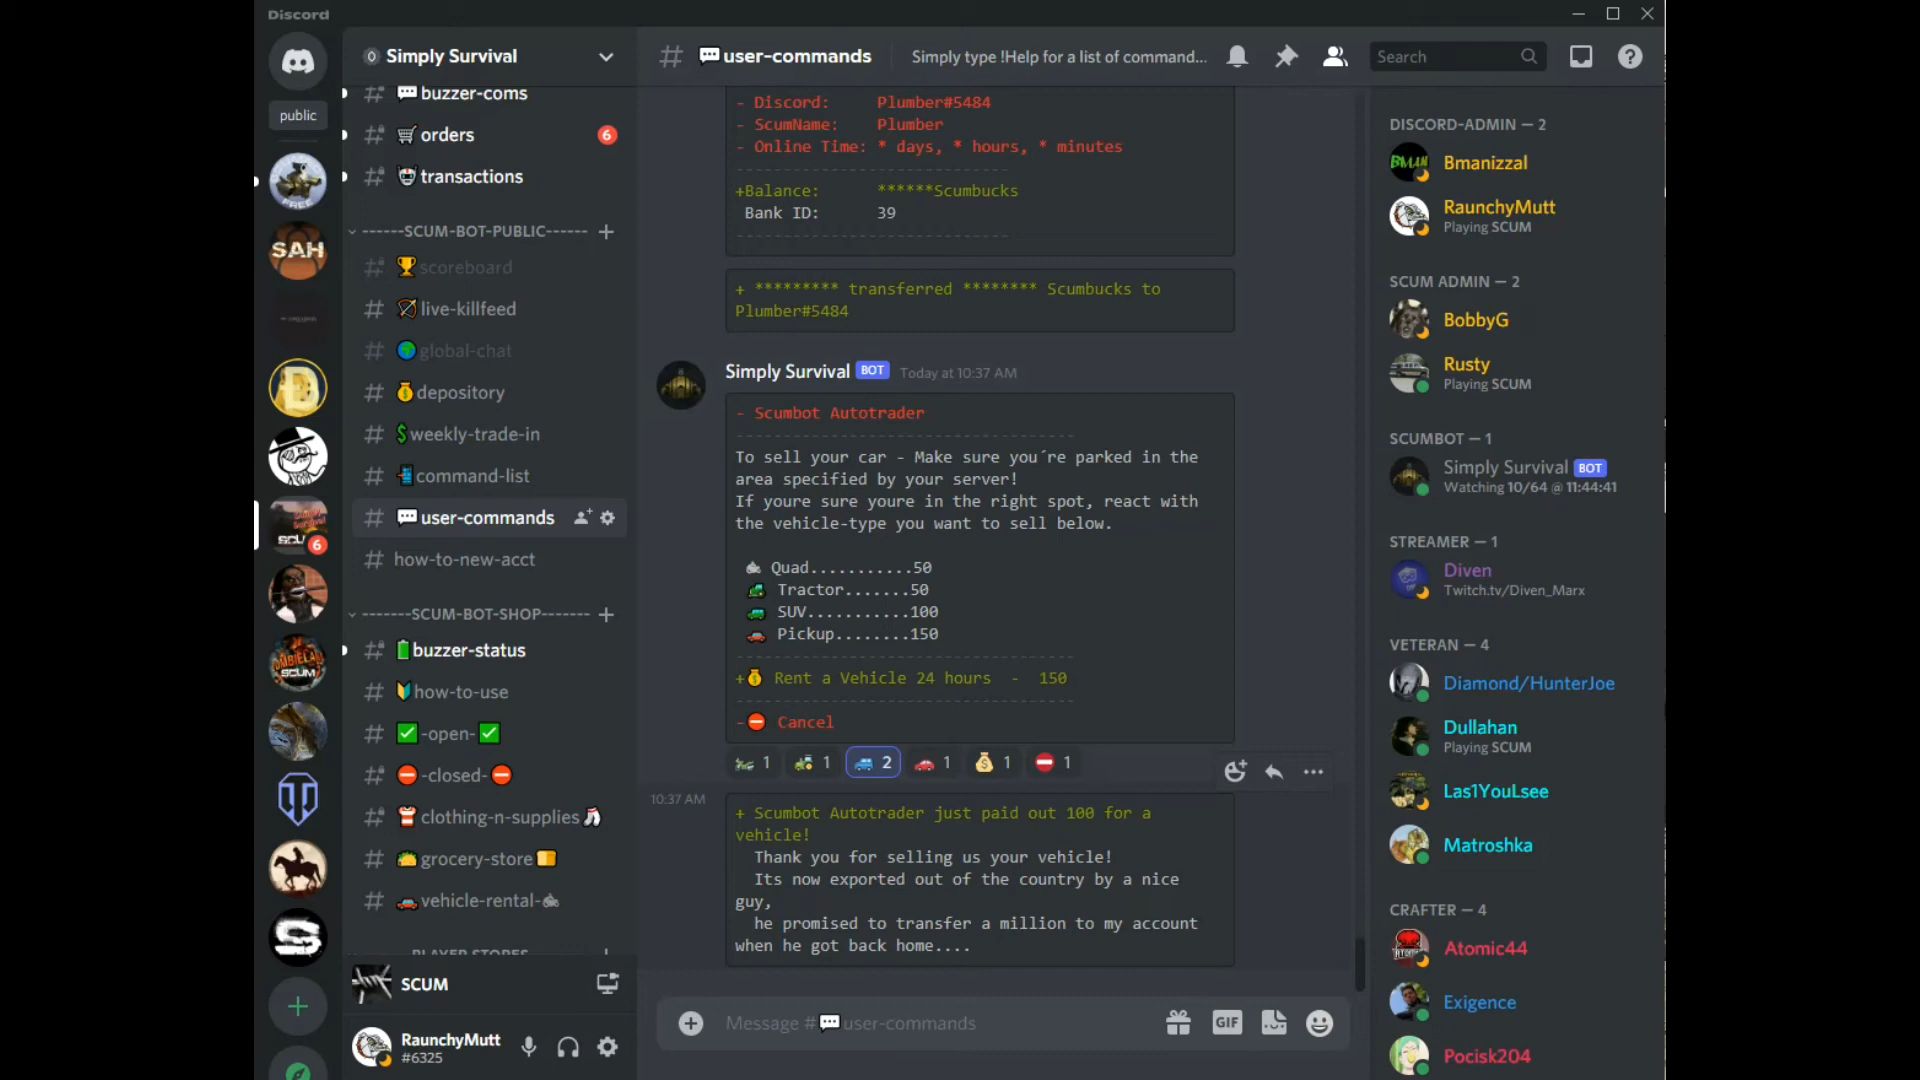 Discord
public
SAH
6
Simply Survival
buzzer-coms
orders
6
transactions
------SCUM-BOT-PUBLIC------
scoreboard
live-killfeed
global-chat
depository
weekly-trade-in
command-list
user-commands
how-to-new-acct
-------SCUM-BOT-SHOP-------
buzzer-status
how-to-use
-open-
-closed-
clothing-n-supplies
grocery-store
vehicle-rental-
PLAYER STORES
SCUM
RaunchyMutt
#6325
user-commands
Simply type !Help for a list of command...
Search
- Discord: Plumber#5484
- ScumName: Plumber
- Online Time: * days, * hours, * minutes
------------------------------
+Balance: ******Scumbucks
Bank ID: 39
------------------------------
+ ********* transferred ******** Scumbucks to
Plumber#5484
Simply Survival BOT Today at 10:37 AM
- Scumbot Autotrader
------------------------------------
To sell your car - Make sure you´re parked in the
area specified by your server!
If youre sure youre in the right spot, react with
the vehicle-type you want to sell below.
Quad...........50
Tractor.......50
SUV...........100
Pickup........150
------------------------------------
+💰 Rent a Vehicle 24 hours - 150
------------------------------------
-⛔ Cancel
1 1 2 1 1 1
10:37 AM
+ Scumbot Autotrader just paid out 100 for a
vehicle!
Thank you for selling us your vehicle!
Its now exported out of the country by a nice
guy,
he promised to transfer a million to my account
when he got back home....
Message #user-commands
GIF
DISCORD-ADMIN — 2
BMAN
Bmanizzal
RaunchyMutt
Playing SCUM
SCUM ADMIN — 2
BobbyG
Rusty
Playing SCUM
SCUMBOT — 1
Simply Survival BOT
Watching 10/64 @ 11:44:41
STREAMER — 1
Diven
Twitch.tv/Diven_Marx
VETERAN — 4
Diamond/HunterJoe
Dullahan
Playing SCUM
Las1YouLsee
Matroshka
CRAFTER — 4
Atomic44
Exigence
Pocisk204